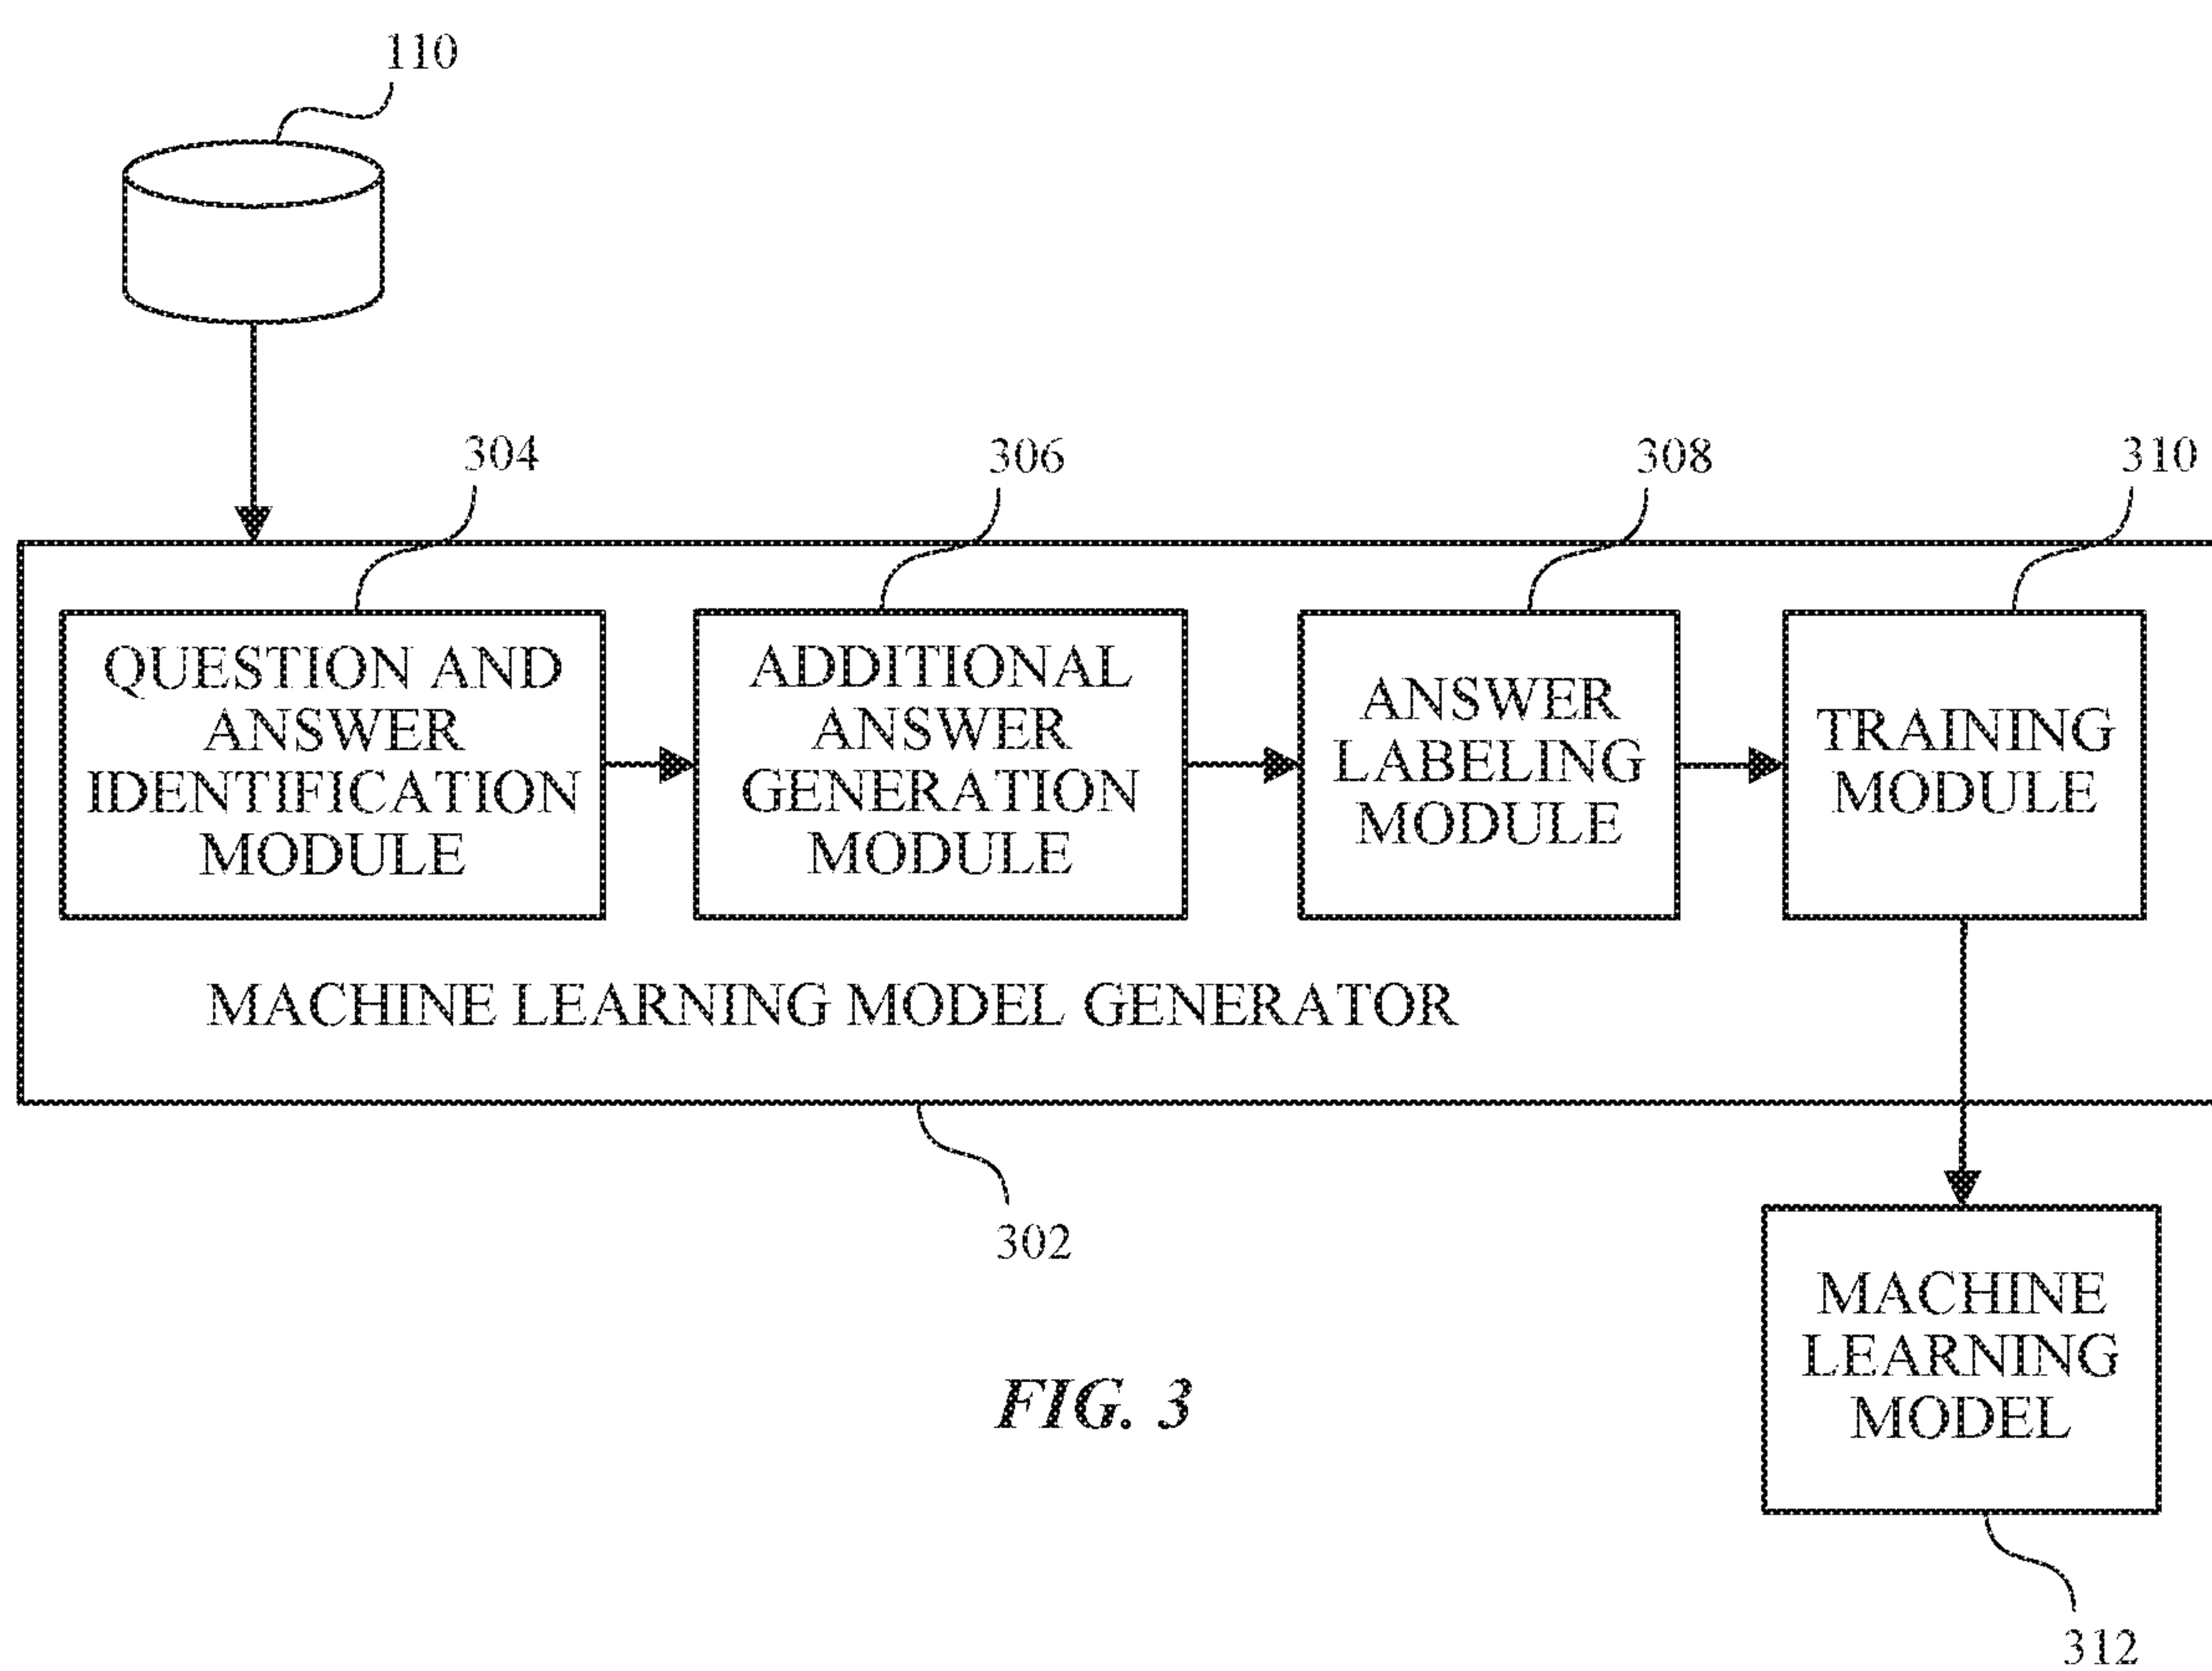 110
304
306
308
310
QUESTION AND
ANSWER
IDENTIFICATION
MODULE
ADDITIONAL
ANSWER
GENERATION
MODULE
ANSWER
LABELING
MODULE
TRAINING
MODULE
MACHINE LEARNING MODEL GENERATOR
302
MACHINE
LEARNING
MODEL
FIG. 3
312